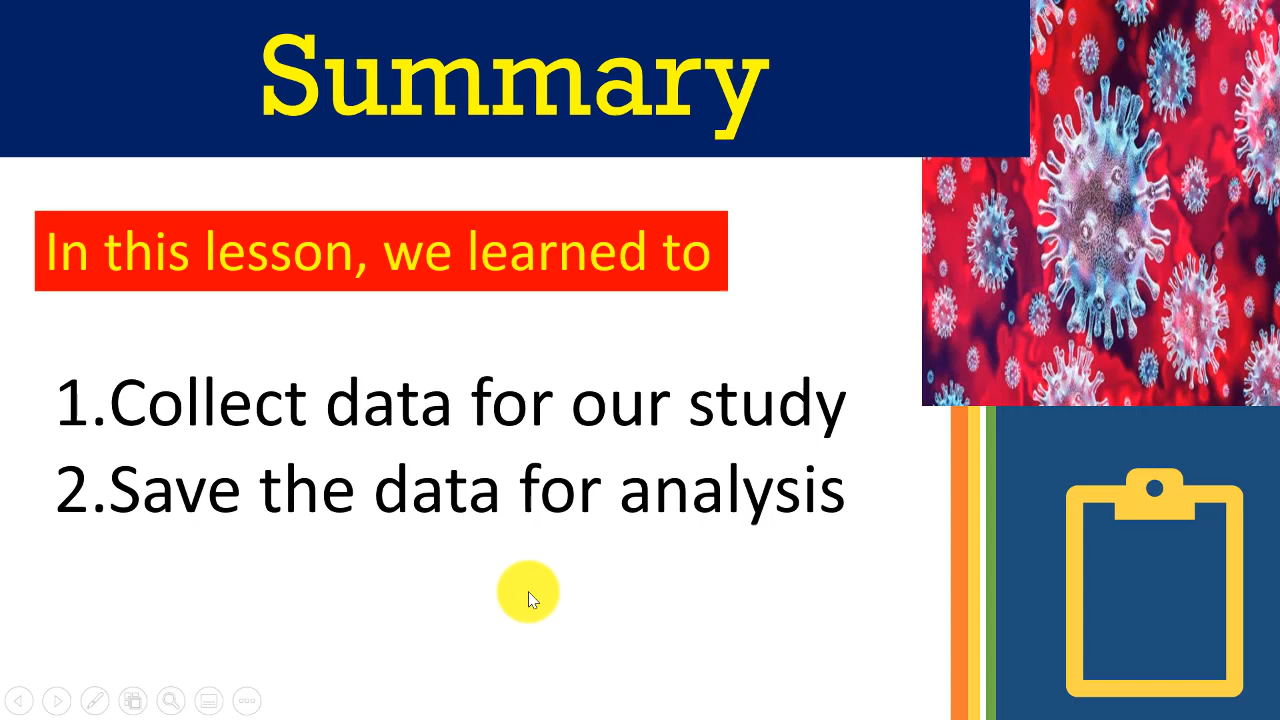 Summary
In this lesson, we learned to
1.Collect data for our study
2.Save the data for analysis